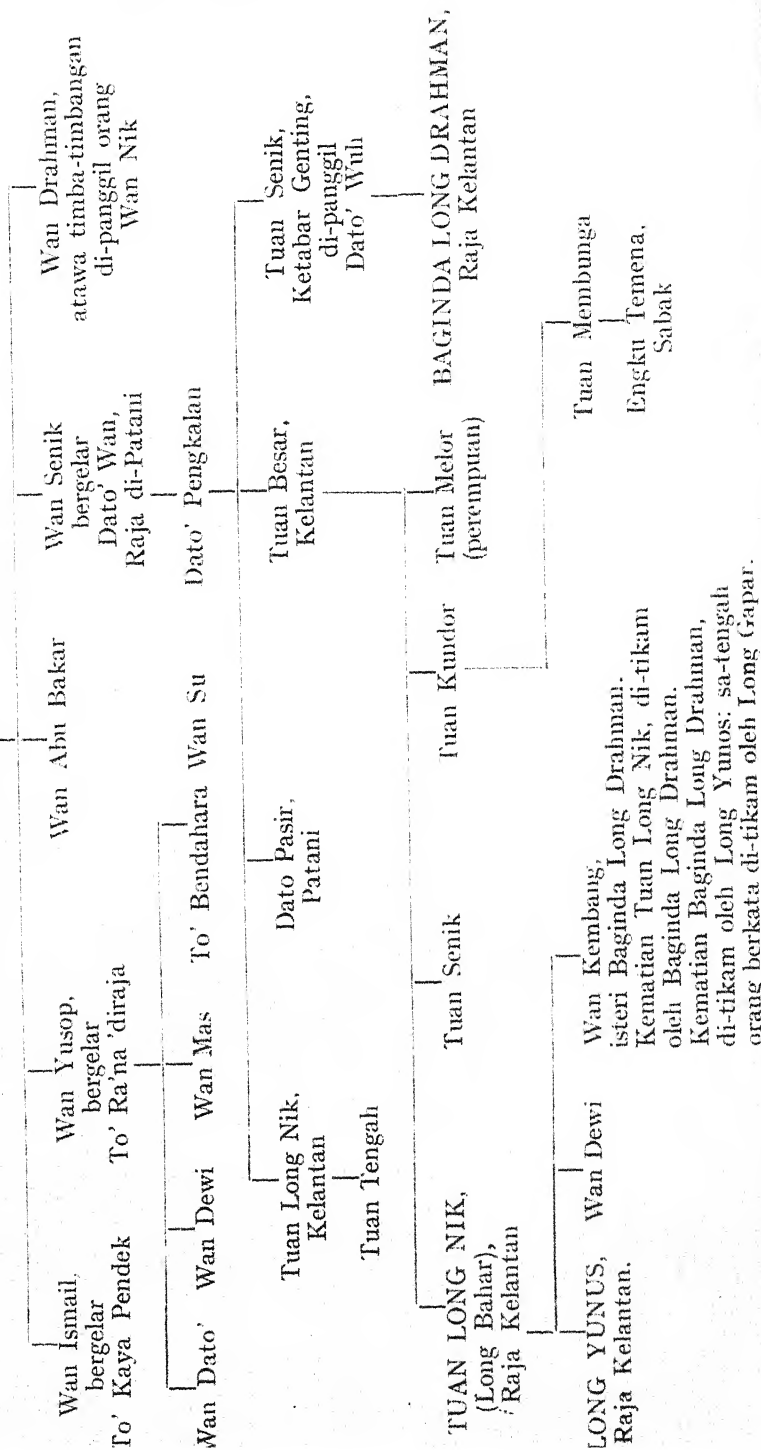 Wan Ismail,
bergelar
To' Kaya Pendek
Wan Yusop,
bergelar
To' Ra'na 'diraja
Wan Abu Bakar
Wan Senik
bergelar
Dato' Wan,
Raja di-Patani
Wan Drahman,
atawa timba-timbangan
di-panggil orang
Wan Nik
Wan Dato'
Wan Dewi
Wan Mas
To' Bendahara Wan Su
Dato' Pengkalan
Tuan Long Nik,
Kelantan
Tuan Tengah
Dato Pasir,
Patani
Tuan Besar,
Kelantan
Tuan Senik,
Ketabar Genting,
di-panggil
Dato' Wuh
BAGINDA LONG DRAHMAN,
Raja Kelantan
TUAN LONG NIK,
(Long Bahar),
Raja Kelantan
Tuan Senik
Tuan Kundor
Tuan Melor
(perempuan)
LONG YUNUS,
Raja Kelantan.
Wan Dewi
Wan Kembang,
isteri Baginda Long Drahman.
Kematian Tuan Long Nik, di-tikam
oleh Baginda Long Drahman.
Kematian Baginda Long Drahman,
di-tikam oleh Long Yunos: sa-tengah
orang berkata di-tikam oleh Long Gapar.
Tuan Membunga
Engku Temena,
Sabak